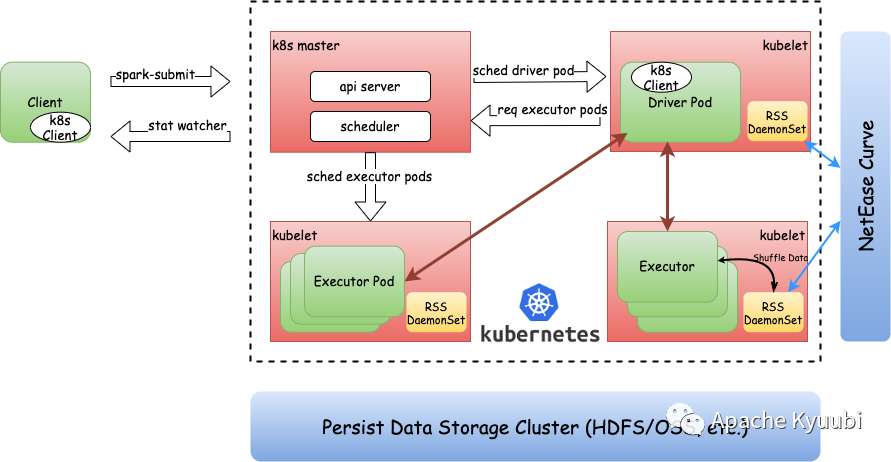 k8s master
kubelet
api server
scheduler
spark-submit
stat watcher
Client
k8s
Client
sched driver pod
req executor pods
k8s
Client
Driver Pod
RSS
DaemonSet
sched executor pods
kubelet
Executor Pod
RSS
DaemonSet
kubernetes
kubelet
Executor
Shuffle Data
RSS
DaemonSet
NetEase Curve
Persist Data Storage Cluster (HDFS/OSS, etc.)
Apache Kyuubi